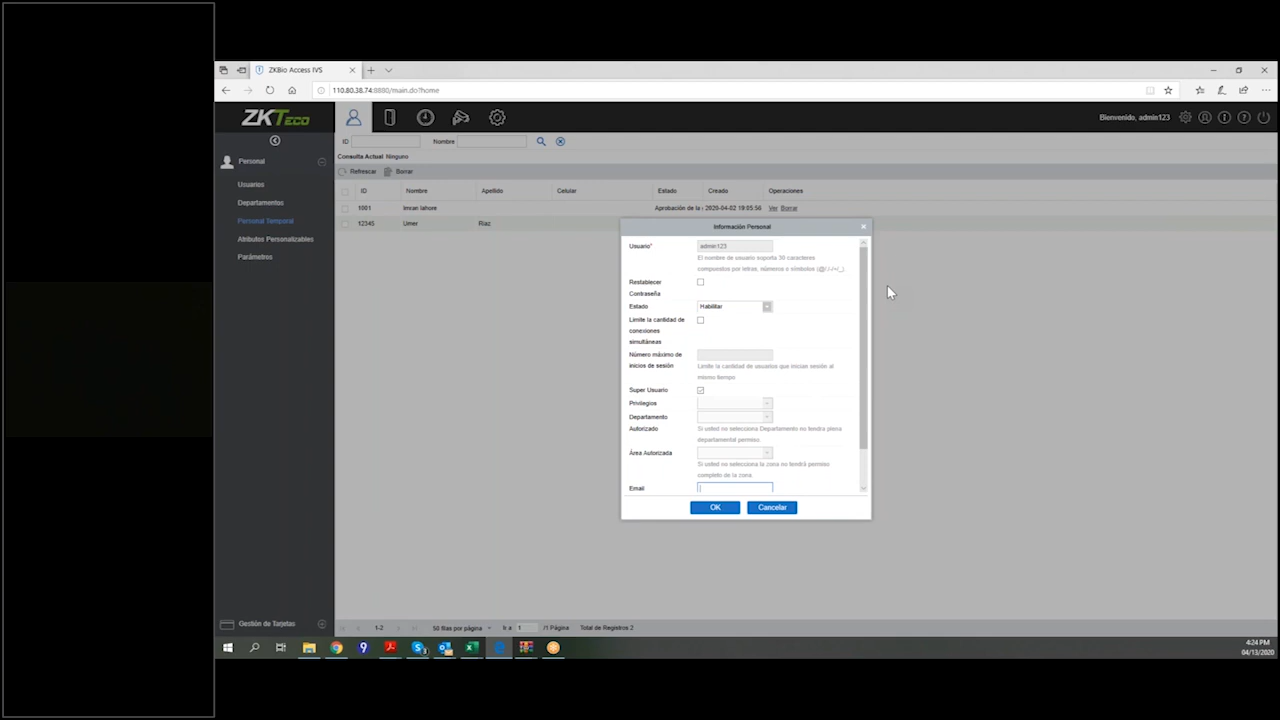 ZKBio Access IVS
110.80.38.74:8880/main.do?home
ZKTeco
Bienvenido, admin123
ID
Nombre
Consulta Actual Ninguno
Refrescar
Borrar
Personal
Usuarios
Departamentos
Personal Temporal
Atributos Personalizables
Parámetros
ID Nombre Apellido Celular Estado Creado Operaciones
1001 Imran lahore Aprobación de la 2020-04-02 19:05:56 Ver Borrar
12345 Umer Riaz
Información Personal
Usuario* admin123
El nombre de usuario soporta 30 caracteres
compuestos por letras, números o símbolos (@/./-/+/_)
Restablecer
Contraseña
Estado Habilitar
Limite la cantidad de
conexiones
simultáneas
Número máximo de
inicios de sesión
Limite la cantidad de usuarios que inician sesión al
mismo tiempo
Super Usuario
Privilegios
Departamento
Autorizado
Si usted no selecciona Departamento no tendra plena
departamental permiso.
Área Autorizada
Si usted no selecciona la zona no tendrá permiso
completo de la zona.
Email
OK
Cancelar
Gestión de Tarjetas
1-2
50 filas por página
Ir a 1 /1 Página
Total de Registros 2
4:24 PM
04/13/2020